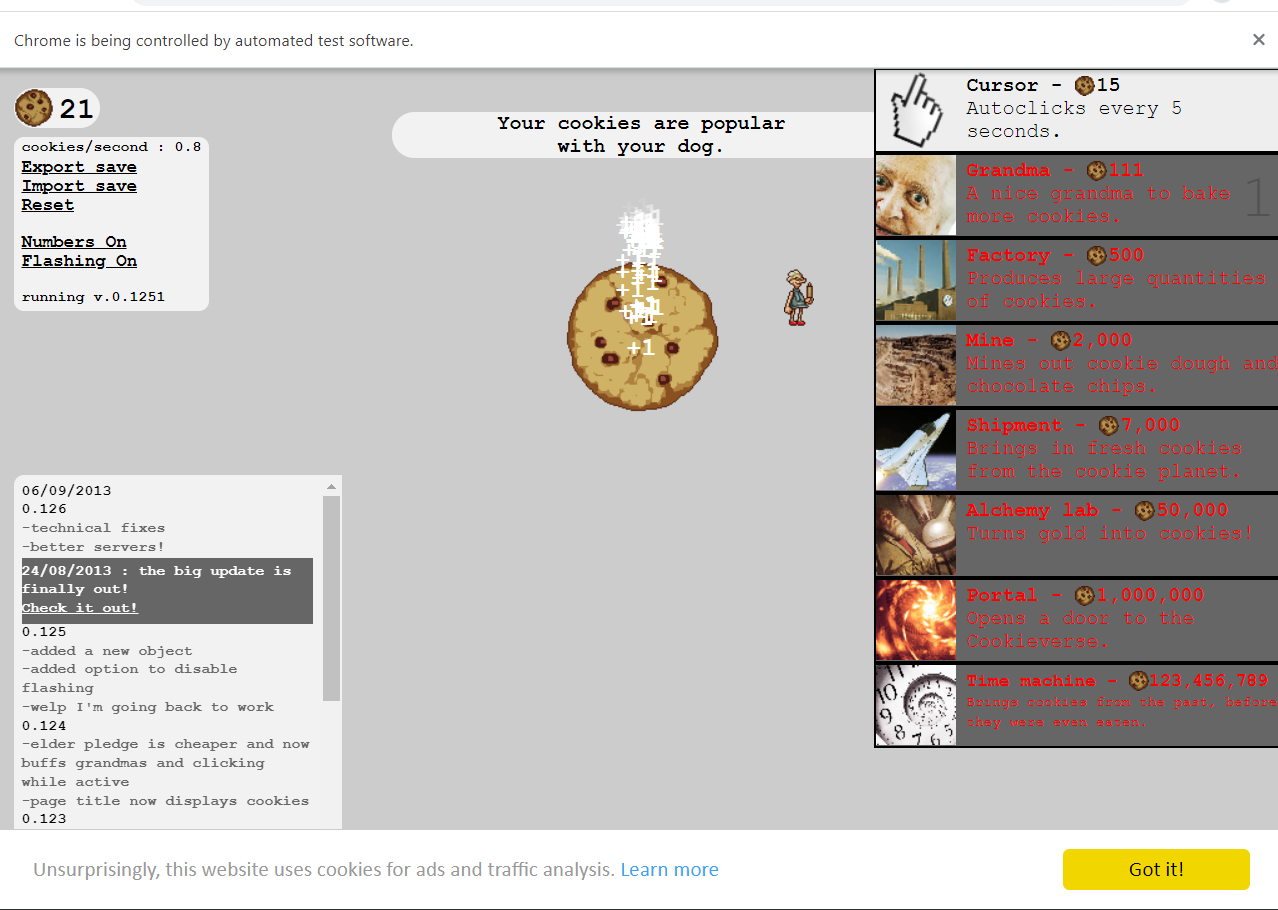 Chrome is being controlled by automated test software.
21
cookies/second : 0.8
Export save
Import save
Reset
Numbers On
Flashing On
running v.0.1251
Your cookies are popular
with your dog.
+1
Cursor - 15
Autoclicks every 5
seconds.
Grandma - 111
A nice grandma to bake
more cookies.
1
Factory - 500
Produces large quantities
of cookies.
Mine - 2,000
Mines out cookie dough and
chocolate chips.
Shipment - 7,000
Brings in fresh cookies
from the cookie planet.
Alchemy lab - 50,000
Turns gold into cookies!
Portal - 1,000,000
Opens a door to the
Cookieverse.
Time machine - 123,456,789
Brings cookies from the past, before
they were even eaten.
06/09/2013
0.126
-technical fixes
-better servers!
24/08/2013 : the big update is
finally out!
Check it out!
0.125
-added a new object
-added option to disable
flashing
-welp I'm going back to work
0.124
-elder pledge is cheaper and now
buffs grandmas and clicking
while active
-page title now displays cookies
0.123
Unsurprisingly, this website uses cookies for ads and traffic analysis. Learn more
Got it!